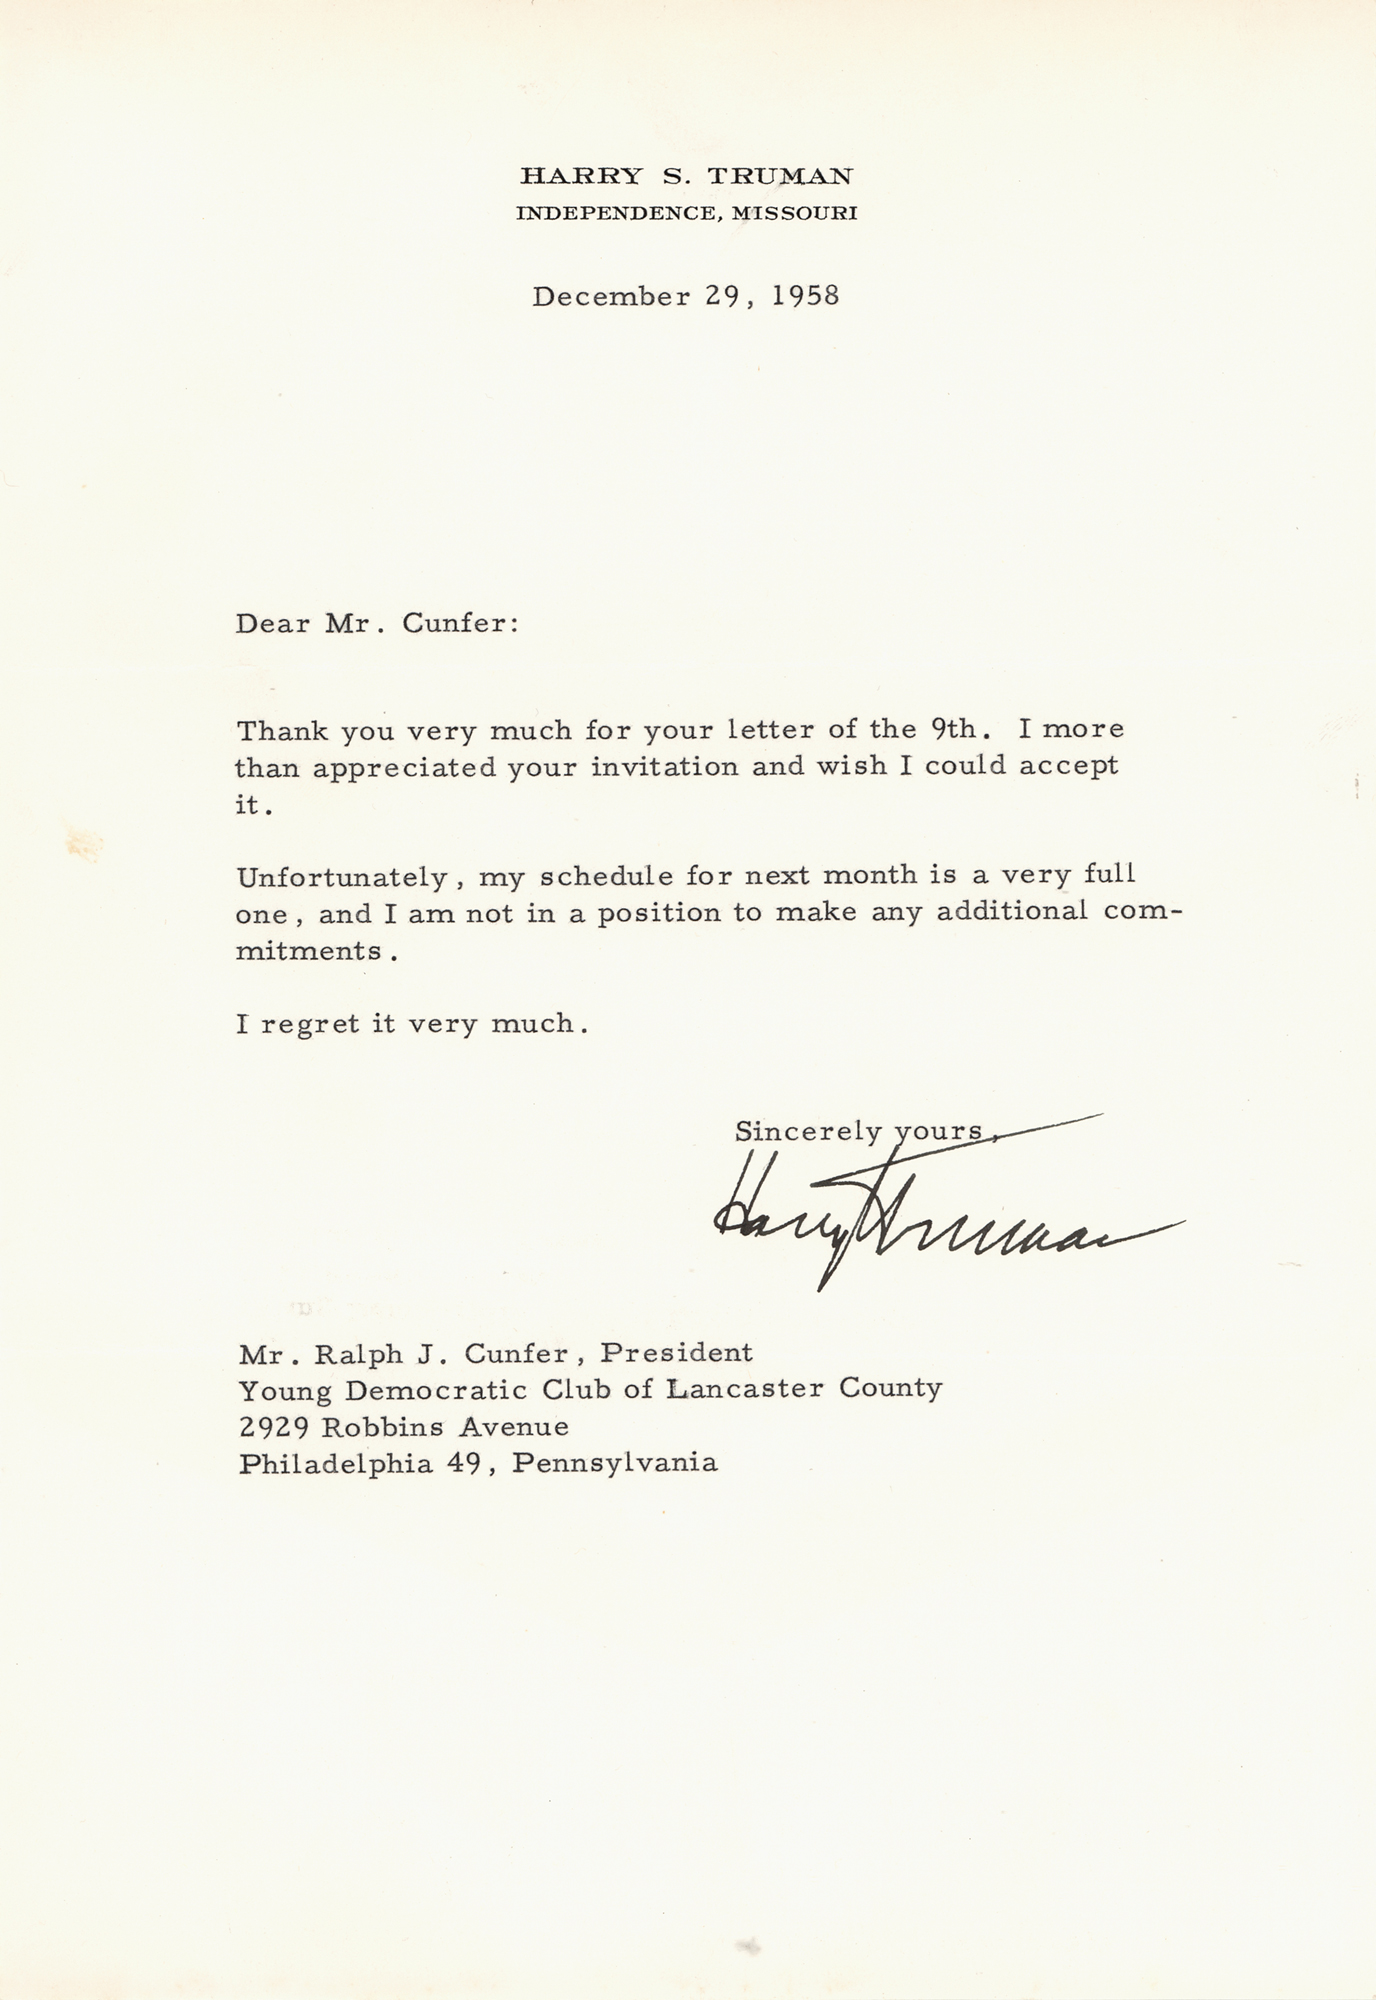 HARRY S. TRUMAN
INDEPENDENCE, MISSOURI
December 29, 1958
Dear Mr. Cunfer:
Thank you very much for your letter of the 9th. I more
than appreciated your invitation and wish I could accept
it.
Unfortunately, my schedule for next month is a very full
one, and I am not in a position to make any additional com-
mitments.
I regret it very much.
Sincerely yours,
Harry Truman
Mr. Ralph J. Cunfer, President
Young Democratic Club of Lancaster County
2929 Robbins Avenue
Philadelphia 49, Pennsylvania